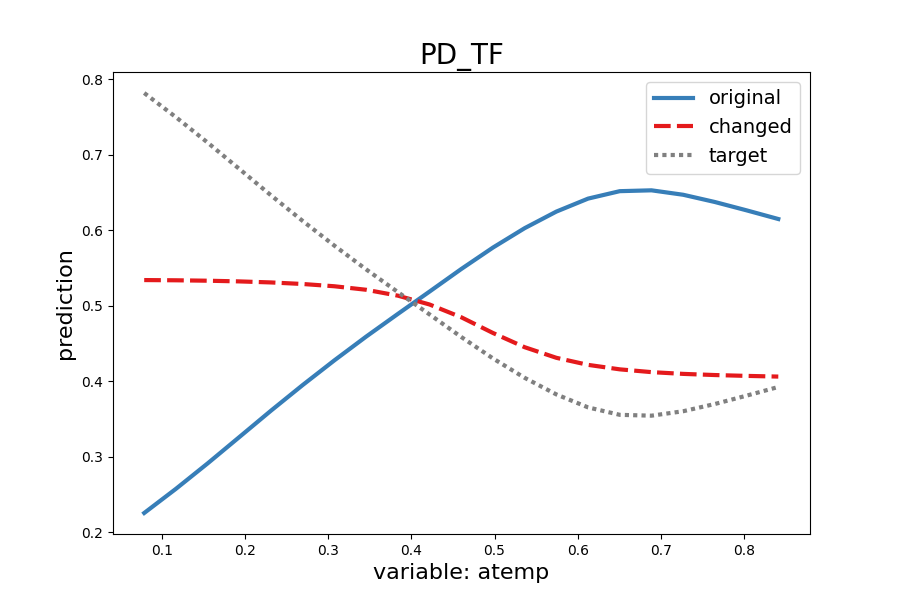 PD_TF
original
changed
target
0.8
0.7
0.6
0.5
0.4
0.3
0.2
prediction
0.1 0.2 0.3 0.4 0.5 0.6 0.7 0.8
variable: atemp